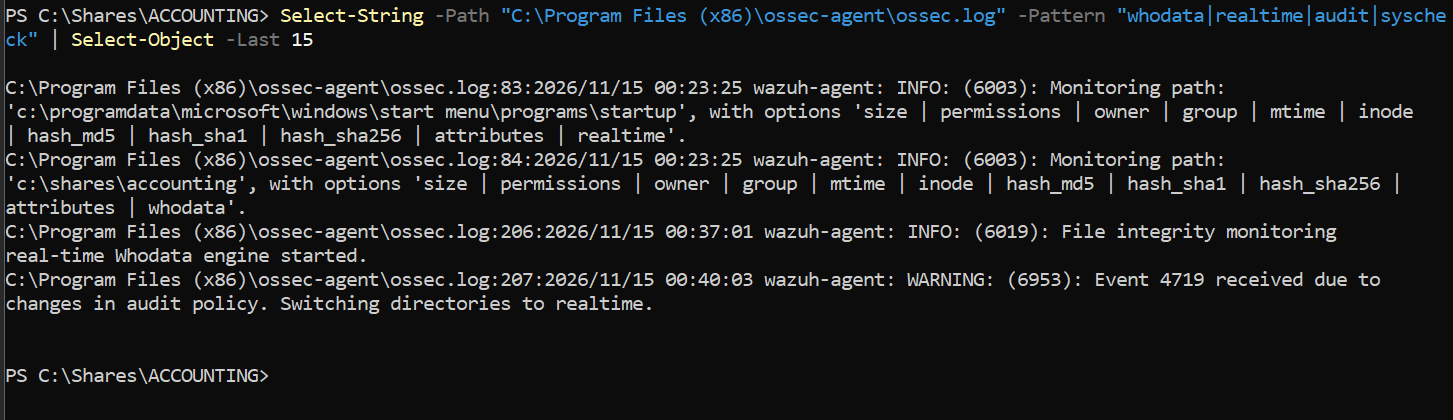 PS C:\Shares\ACCOUNTING> Select-String -Path "C:\Program Files (x86)\ossec-agent\ossec.log" -Pattern "whodata|realtime|audit|sysche
ck" | Select-Object -Last 15
C:\Program Files (x86)\ossec-agent\ossec.log:83:2026/11/15 00:23:25 wazuh-agent: INFO: (6003): Monitoring path:
'c:\programdata\microsoft\windows\start menu\programs\startup', with options 'size | permissions | owner | group | mtime | inode
| hash_md5 | hash_sha1 | hash_sha256 | attributes | realtime'.
C:\Program Files (x86)\ossec-agent\ossec.log:84:2026/11/15 00:23:25 wazuh-agent: INFO: (6003): Monitoring path:
'c:\shares\accounting', with options 'size | permissions | owner | group | mtime | inode | hash_md5 | hash_sha1 | hash_sha256 |
attributes | whodata'.
C:\Program Files (x86)\ossec-agent\ossec.log:206:2026/11/15 00:37:01 wazuh-agent: INFO: (6019): File integrity monitoring
real-time Whodata engine started.
C:\Program Files (x86)\ossec-agent\ossec.log:207:2026/11/15 00:40:03 wazuh-agent: WARNING: (6953): Event 4719 received due to
changes in audit policy. Switching directories to realtime.
PS C:\Shares\ACCOUNTING>